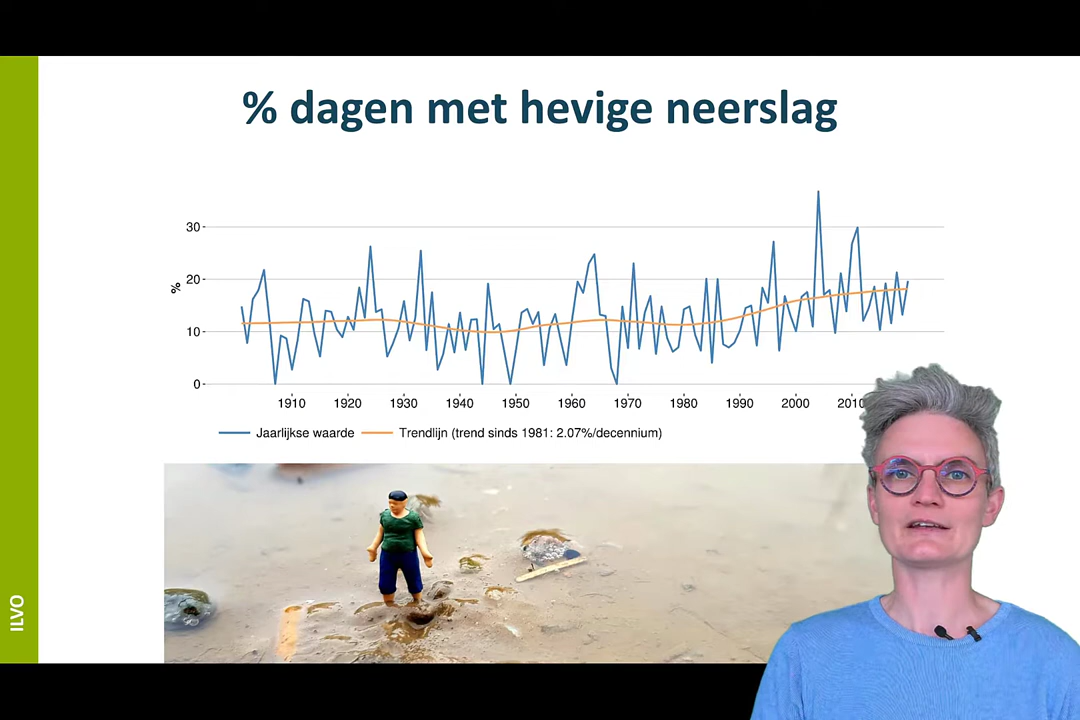 % dagen met hevige neerslag
%
30
20
10
0
1910 1920 1930 1940 1950 1960 1970 1980 1990 2000 2010
Jaarlijkse waarde Trendlijn (trend sinds 1981: 2.07%/decennium)
ILVO